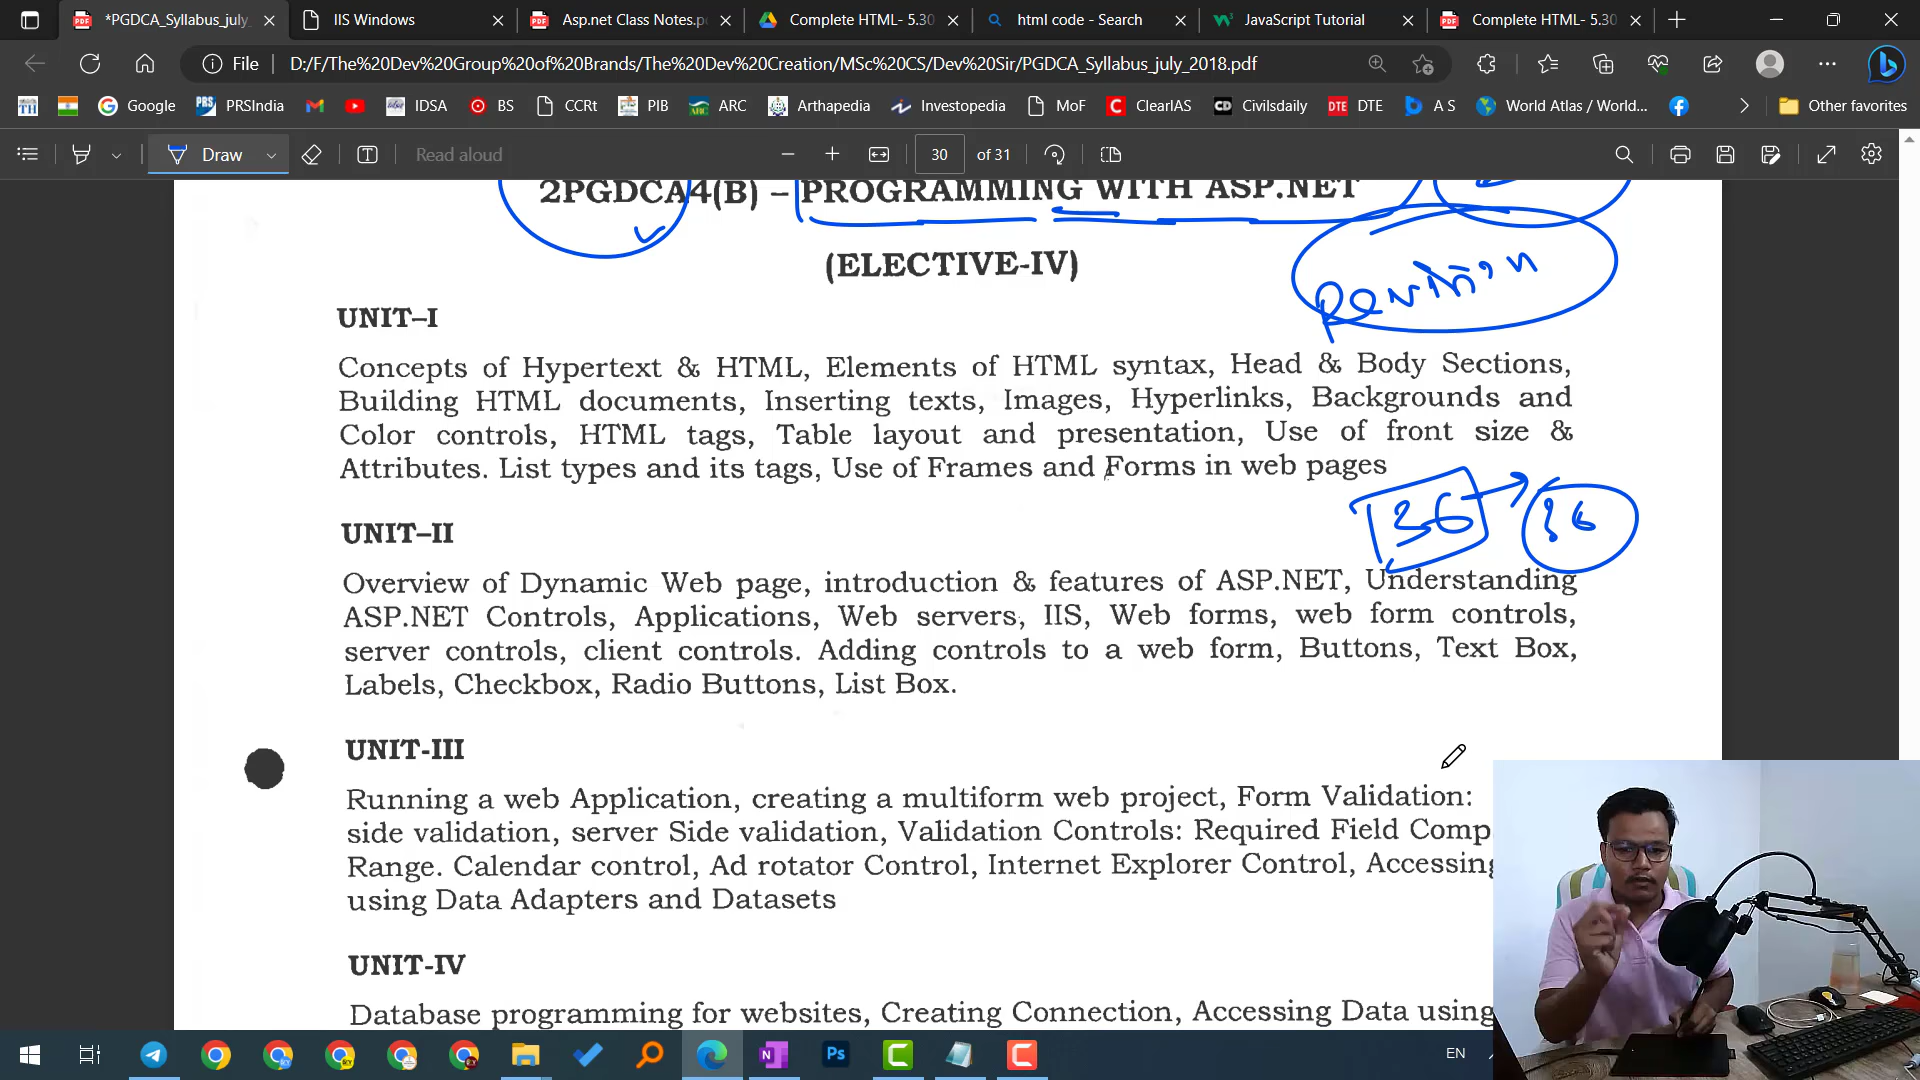 *PGDCA_Syllabus_july_
IIS Windows
Asp.net Class Notes.p
Complete HTML- 5.30
html code - Search
JavaScript Tutorial
Complete HTML- 5.30
File
D:/F/The%20Dev%20Group%20of%20Brands/The%20Dev%20Creation/MSc%20CS/Dev%20Sir/PGDCA_Syllabus_july_2018.pdf
Google
PRSIndia
IDSA
BS
CCRt
PIB
ARC
Arthapedia
Investopedia
MoF
ClearIAS
Civilsdaily
DTE
A S
World Atlas / World...
Other favorites
Draw
Read aloud
30 of 31
2PGDCA4(B) – PROGRAMMING WITH ASP.NET
(ELECTIVE-IV)
Revision
UNIT–I
Concepts of Hypertext & HTML, Elements of HTML syntax, Head & Body Sections,
Building HTML documents, Inserting texts, Images, Hyperlinks, Backgrounds and
Color controls, HTML tags, Table layout and presentation, Use of front size &
Attributes. List types and its tags, Use of Frames and Forms in web pages
36
36
UNIT–II
Overview of Dynamic Web page, introduction & features of ASP.NET, Understanding
ASP.NET Controls, Applications, Web servers, IIS, Web forms, web form controls,
server controls, client controls. Adding controls to a web form, Buttons, Text Box,
Labels, Checkbox, Radio Buttons, List Box.
UNIT-III
Running a web Application, creating a multiform web project, Form Validation:
side validation, server Side validation, Validation Controls: Required Field Comp
Range. Calendar control, Ad rotator Control, Internet Explorer Control, Accessing
using Data Adapters and Datasets
UNIT-IV
Database programming for websites, Creating Connection, Accessing Data using
EN